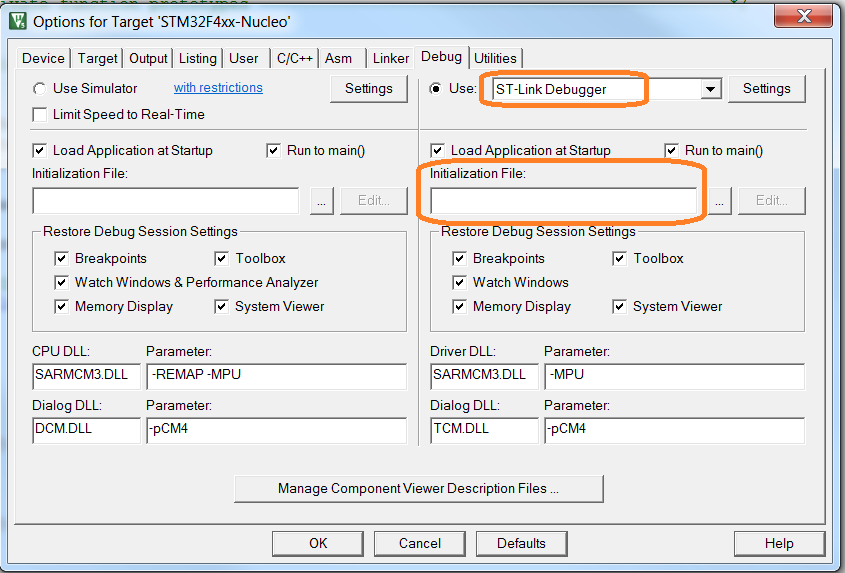 Options for Target 'STM32F4xx-Nucleo'
Device Target Output Listing User C/C++ Asm Linker Debug Utilities
Use Simulator with restrictions Settings Use: ST-Link Debugger Settings
Limit Speed to Real-Time
Load Application at Startup Run to main() Load Application at Startup Run to main()
Initialization File: Initialization File:
... Edit... ... Edit...
Restore Debug Session Settings Restore Debug Session Settings
Breakpoints Toolbox Breakpoints Toolbox
Watch Windows & Performance Analyzer Watch Windows
Memory Display System Viewer Memory Display System Viewer
CPU DLL: Parameter: Driver DLL: Parameter:
SARMCM3.DLL -REMAP -MPU SARMCM3.DLL -MPU
Dialog DLL: Parameter: Dialog DLL: Parameter:
DCM.DLL -pCM4 TCM.DLL -pCM4
Manage Component Viewer Description Files ...
OK Cancel Defaults Help